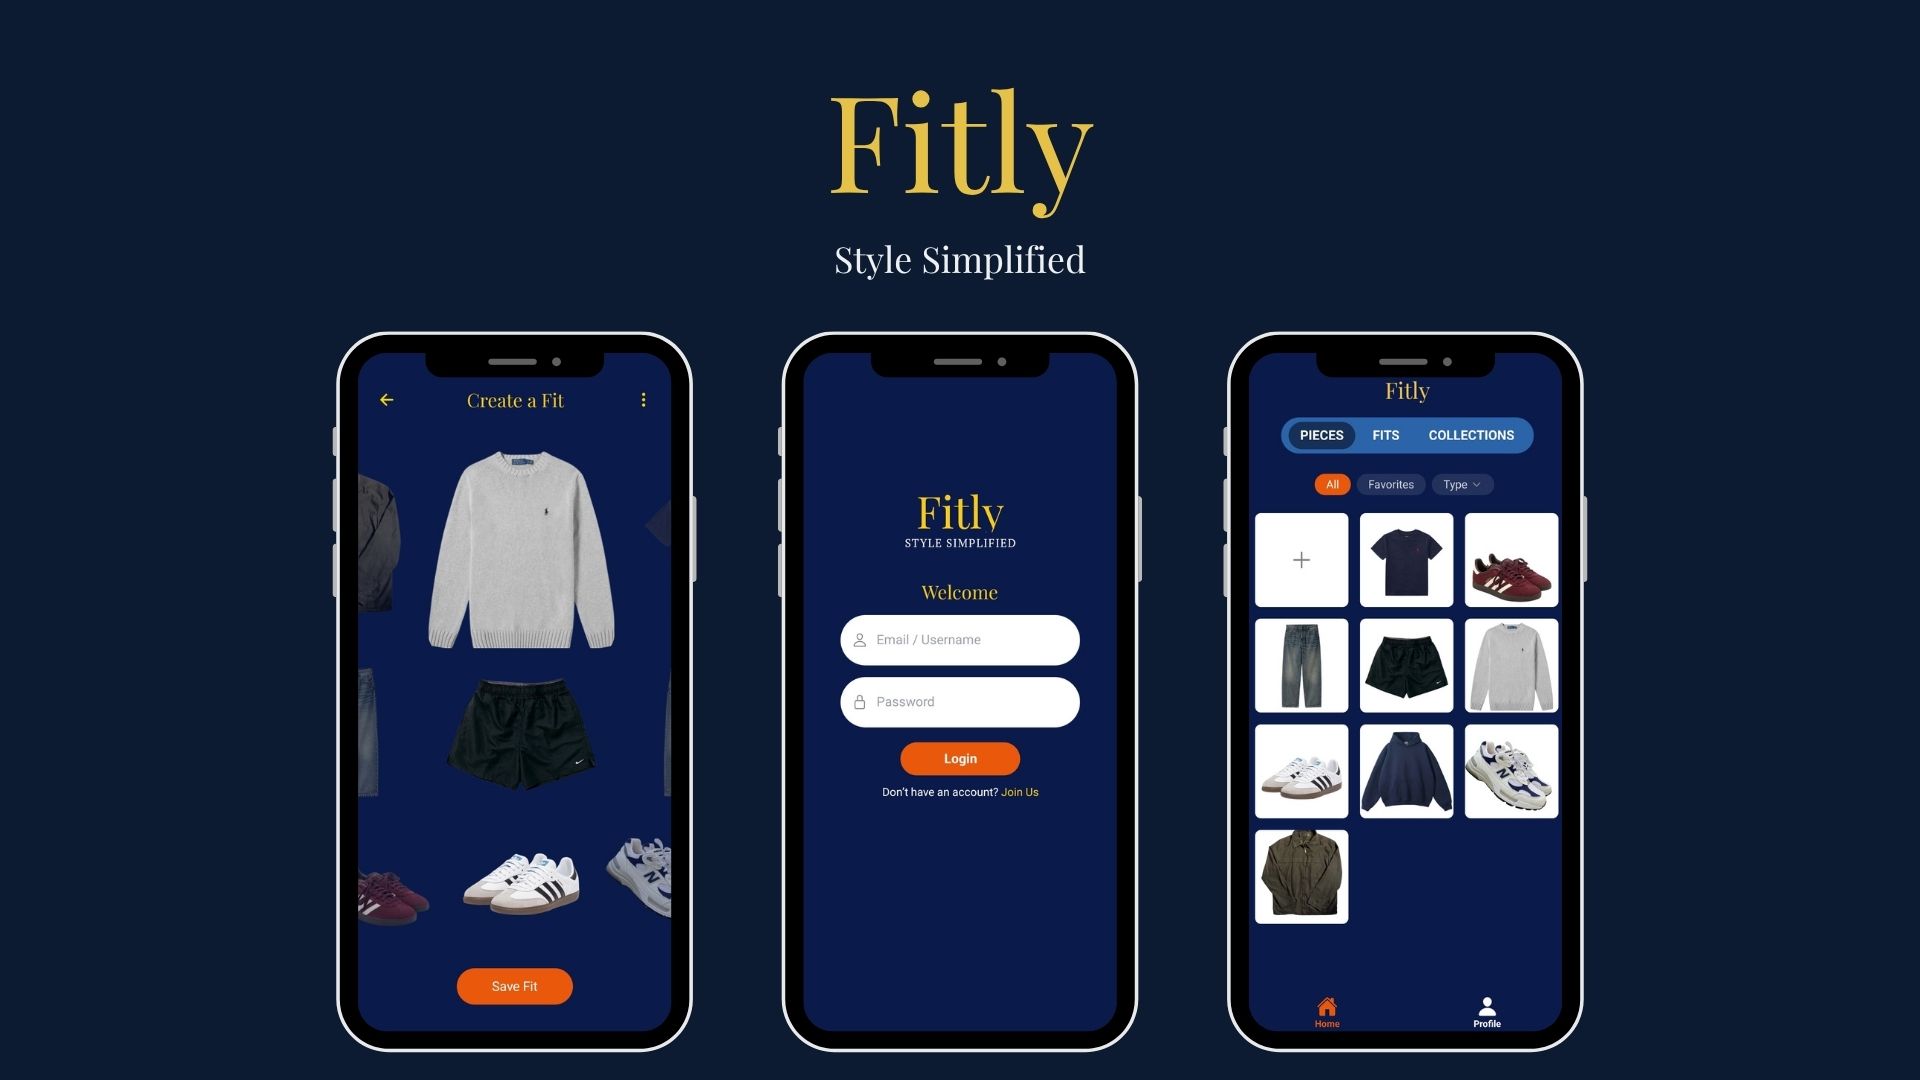 Fitly
Style Simplified
Create a Fit
Save Fit
Fitly
STYLE SIMPLIFIED
Welcome
Email / Username
Password
Login
Don't have an account? Join Us
Fitly
PIECES FITS COLLECTIONS
All Favorites Type
N
N
Home Profile